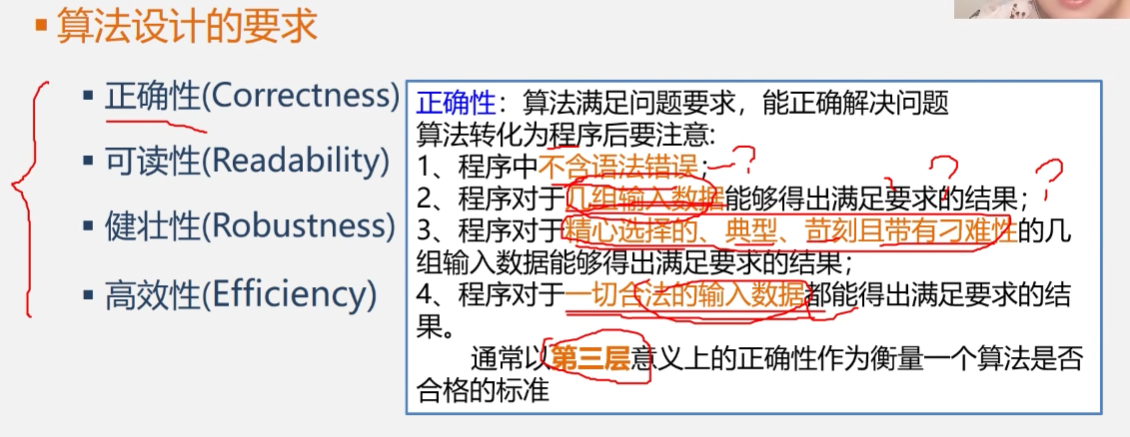 算法设计的要求
正确性(Correctness)
可读性(Readability)
健壮性(Robustness)
高效性(Efficiency)
正确性：算法满足问题要求，能正确解决问题
算法转化为程序后要注意:
1、程序中不含语法错误；
2、程序对于几组输入数据能够得出满足要求的结果；
3、程序对于精心选择的、典型、苛刻且带有刁难性的几
组输入数据能够得出满足要求的结果；
4、程序对于一切合法的输入数据都能得出满足要求的结
果。
通常以第三层意义上的正确性作为衡量一个算法是否
合格的标准